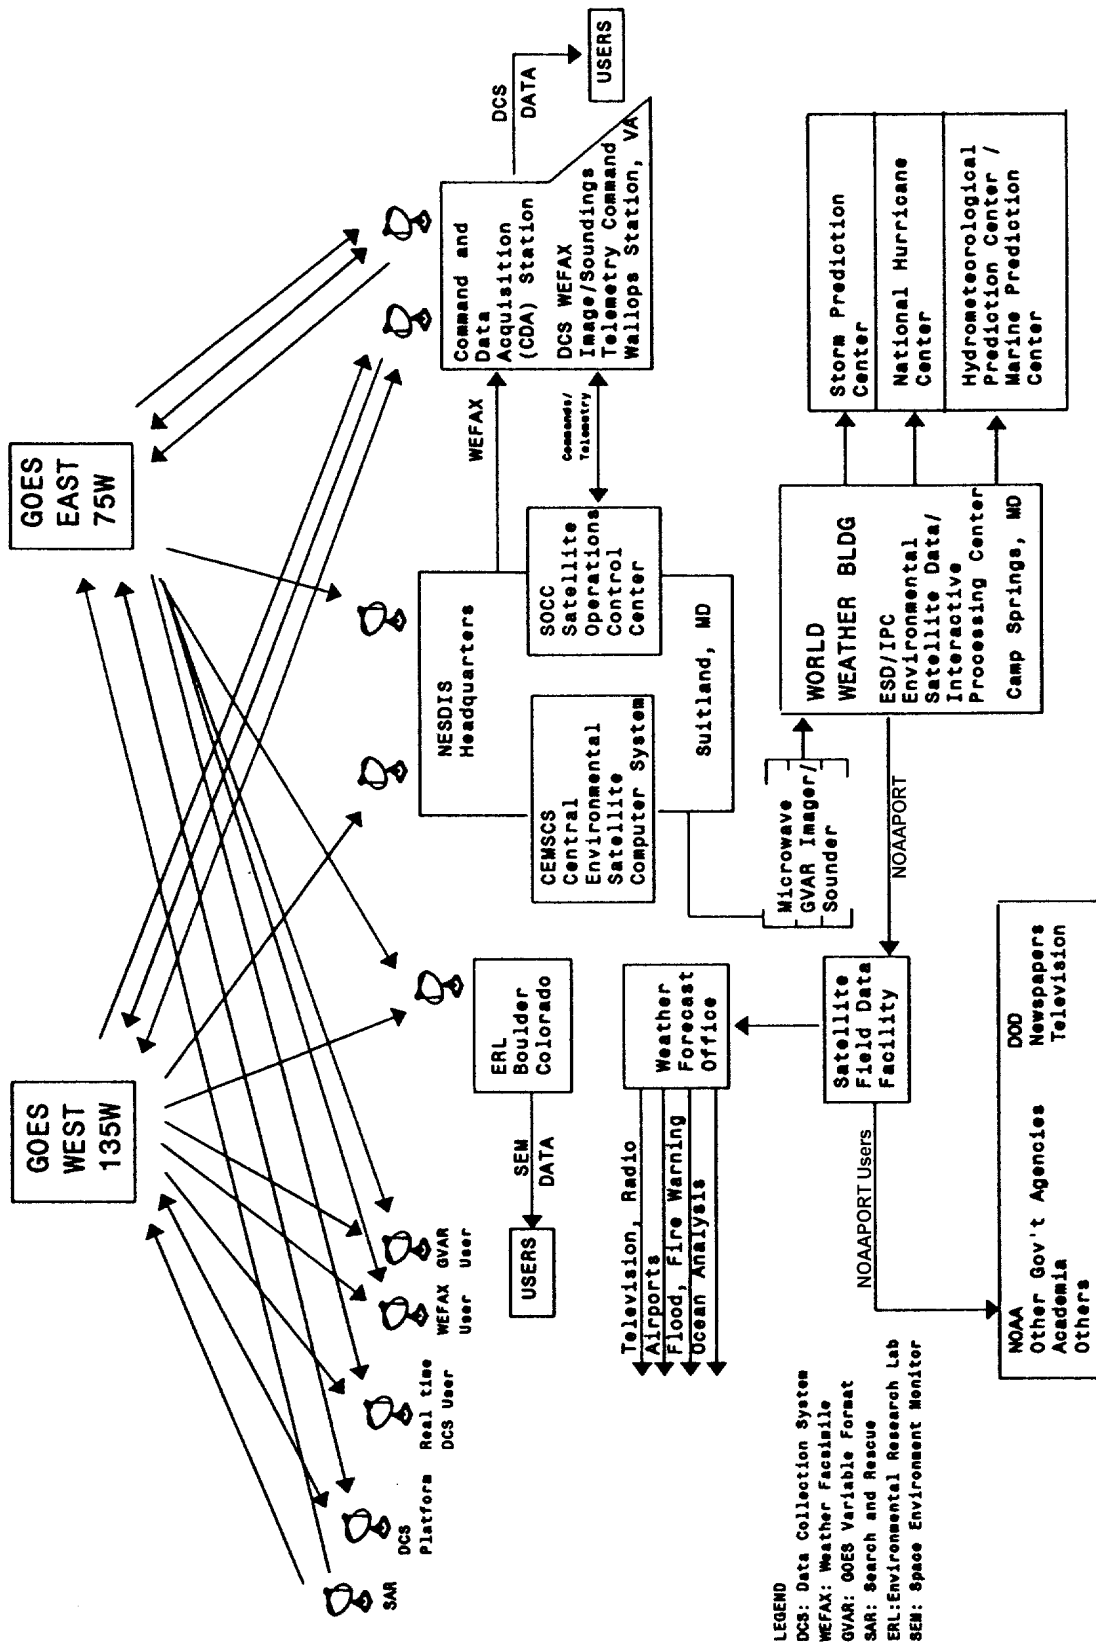 GOES
WEST
135W
GOES
EAST
75W
SAR
DCS
Platform
Real time
DCS User
WEFAX
User
GVAR
User
ERL
Boulder
Colorado
SEM
DATA
USERS
NESDIS
Headquarters
CEMSCS
Central
Environmental
Satellite
Computer System
SOCC
Satellite
Operations
Control
Center
Suitland, MD
WEFAX
Commands/
Telemetry
Command and
Data
Acquisition
(CDA) Station
DCS WEFAX
Image/Soundings
Telemetry Command
Wallops Station, VA
DCS
DATA
USERS
Television, Radio
Airports
Flood, Fire Warning
Ocean Analysis
Weather
Forecast
Office
Microwave
GVAR Imager/
Sounder
WORLD
WEATHER BLDG
ESD/IPC
Environmental
Satellite Data/
Interactive
Processing Center
Camp Springs, MD
Storm Prediction
Center
National Hurricane
Center
Hydrometeorological
Prediction Center /
Marine Prediction
Center
NOAAPORT
Satellite
Field Data
Facility
NOAAPORT Users
NOAA
Other Gov't Agencies
Academia
Others
DOD
Newspapers
Television
LEGEND
DCS: Data Collection System
WEFAX: Weather Facsimile
GVAR: GOES Variable Format
SAR: Search and Rescue
ERL:Environmental Research Lab
SEM: Space Environment Monitor